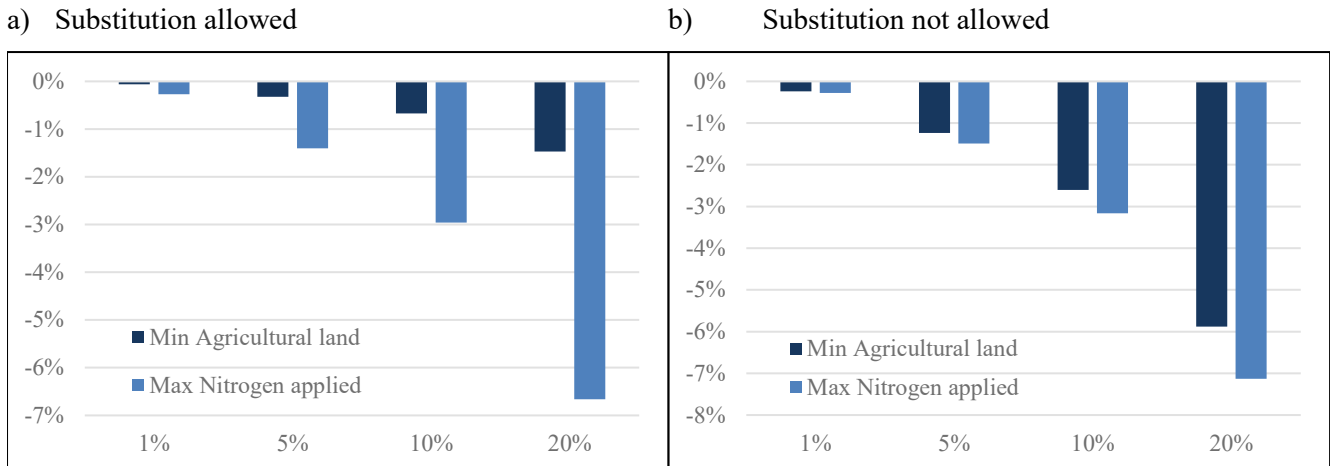 a) Substitution allowed
0%
-1%
-2%
-3%
-4%
-5%
-6%
-7%
Min Agricultural land
Max Nitrogen applied
1% 5% 10% 20%
b) Substitution not allowed
0%
-1%
-2%
-3%
-4%
-5%
-6%
-7%
-8%
Min Agricultural land
Max Nitrogen applied
1% 5% 10% 20%